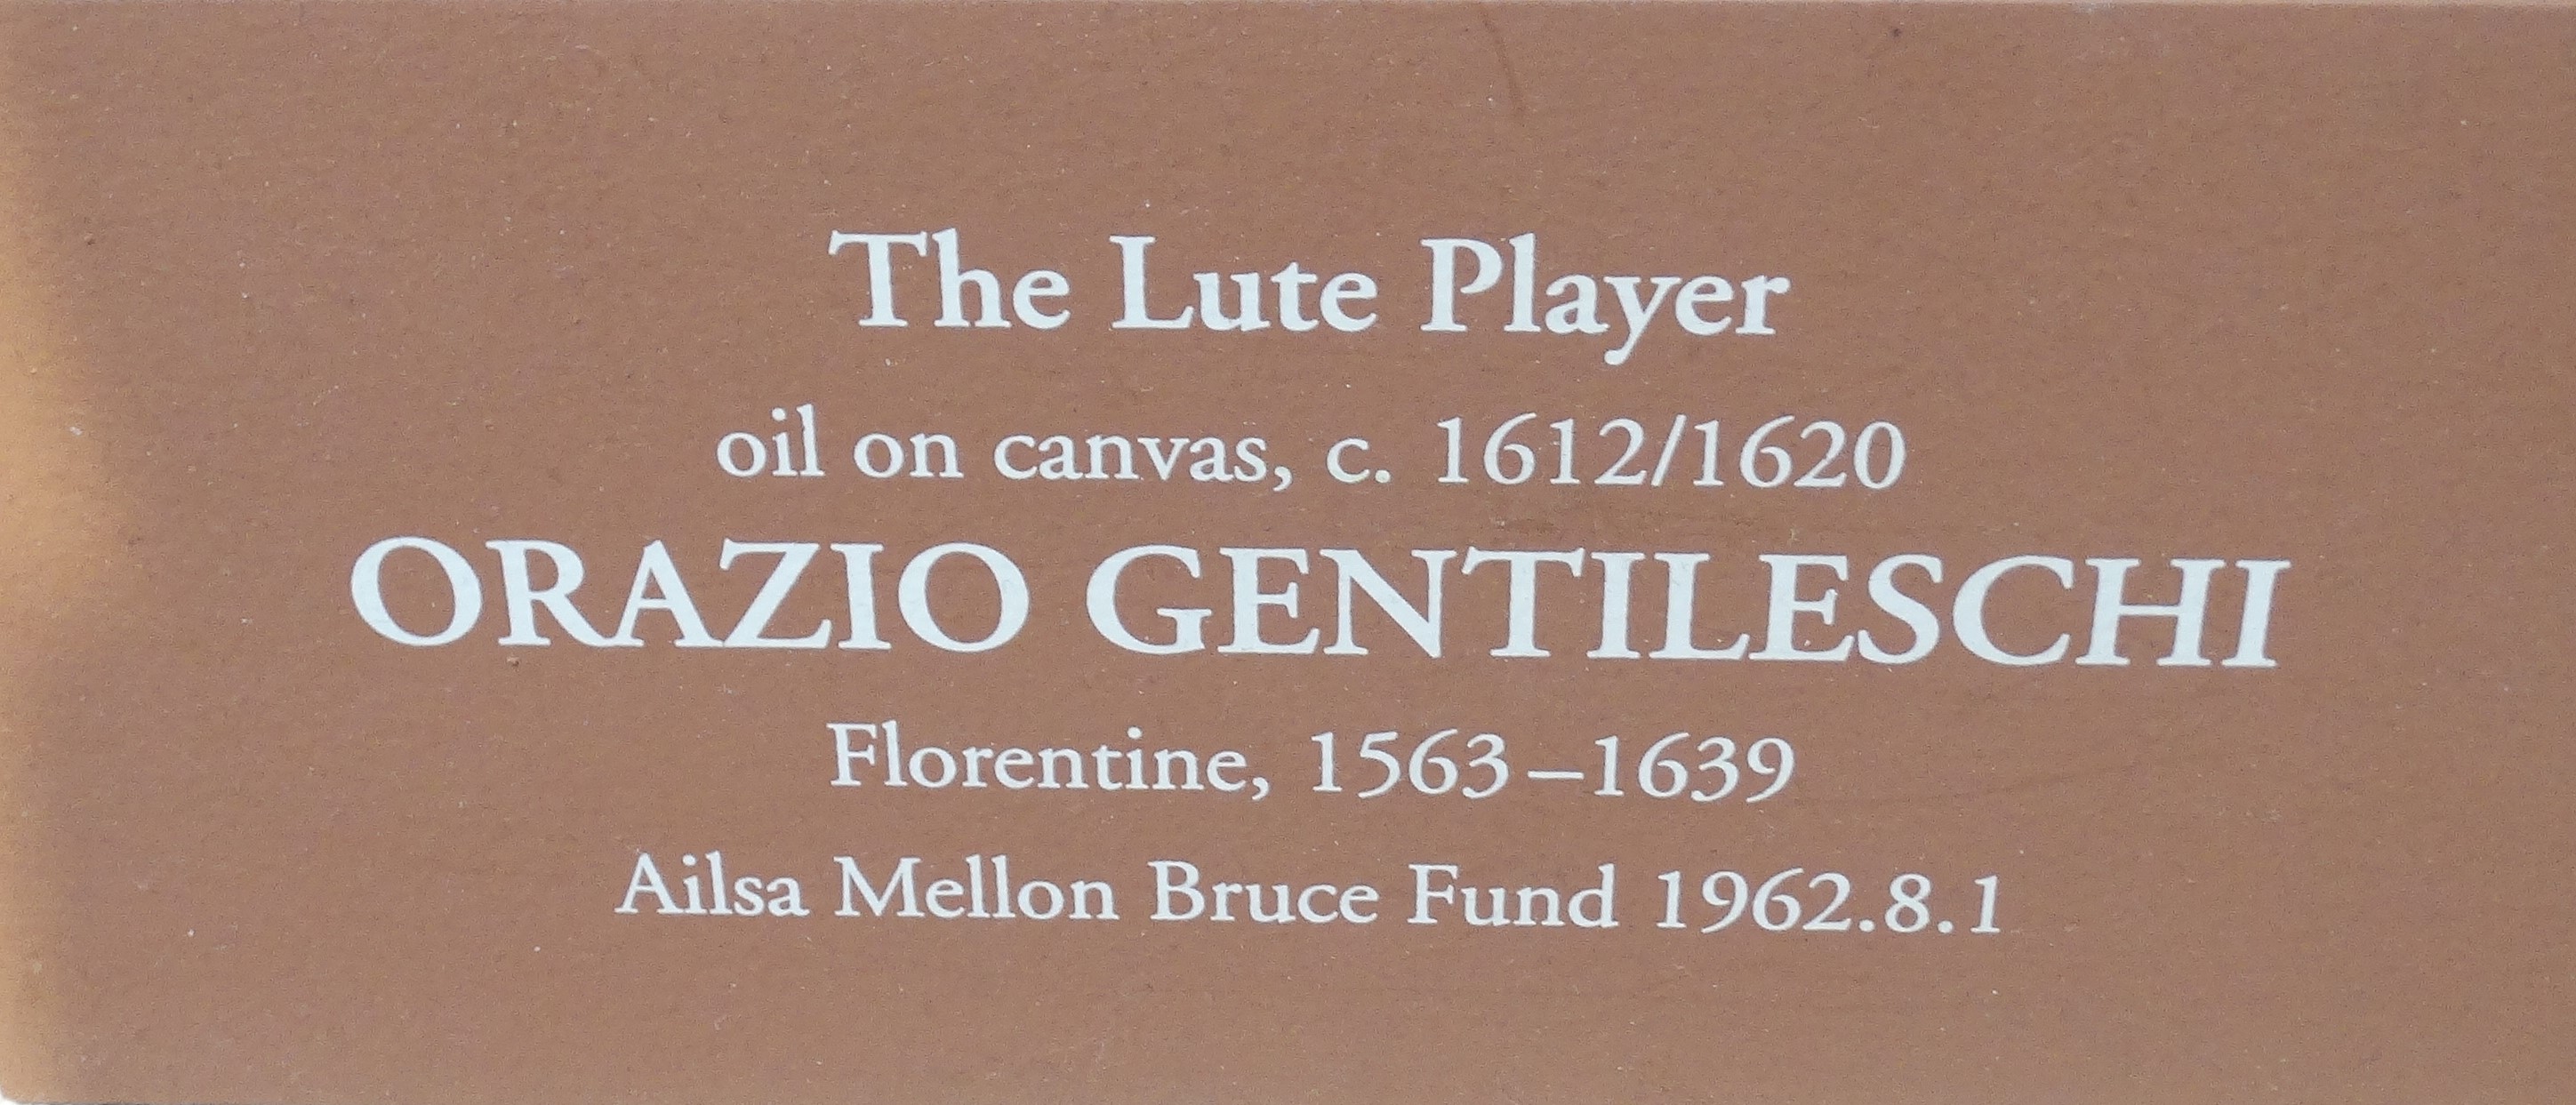 The Lute Player
oil on canvas, c. 1612/1620
ORAZIO GENTILESCHI
Florentine, 1563–1639
Ailsa Mellon Bruce Fund 1962.8.1